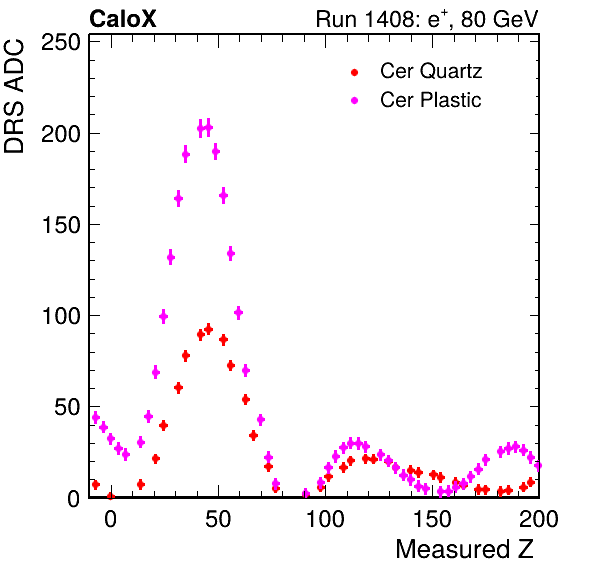 CaloX Run 1408: e⁺, 80 GeV
DRS ADC
Cer Quartz
Cer Plastic
250
200
150
100
50
0
0 50 100 150 200
Measured Z